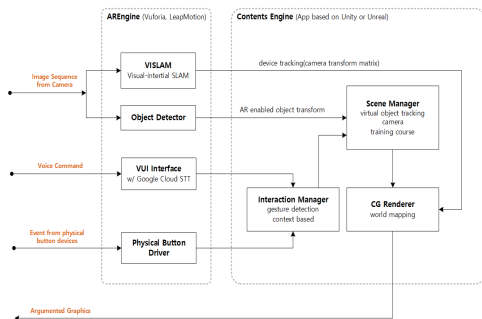 AREngine (Vuforia, LeapMotion)
Contents Engine (App based on Unity or Unreal)
VISLAM
Visual-intertial SLAM
device tracking(camera transform matrix)
Image Sequence
from Camera
Object Detector
AR enabled object transform
Scene Manager
virtual object tracking
camera
training course
Voice Command
VUI Interface
w/ Google Cloud STT
Interaction Manager
gesture detection
context based
CG Renderer
world mapping
Event from physical
button devices
Physical Button
Driver
Argumented Graphics